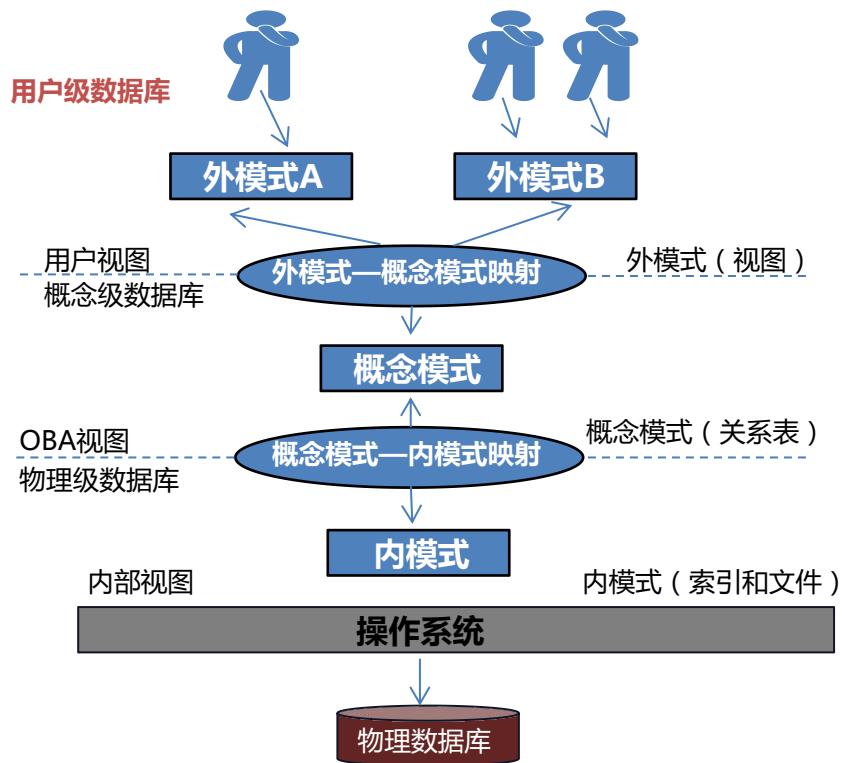 用户级数据库
外模式A
外模式B
用户视图
外模式—概念模式映射
外模式（视图）
概念级数据库
概念模式
OBA视图
概念模式—内模式映射
概念模式（关系表）
物理级数据库
内模式
内部视图
内模式（索引和文件）
操作系统
物理数据库